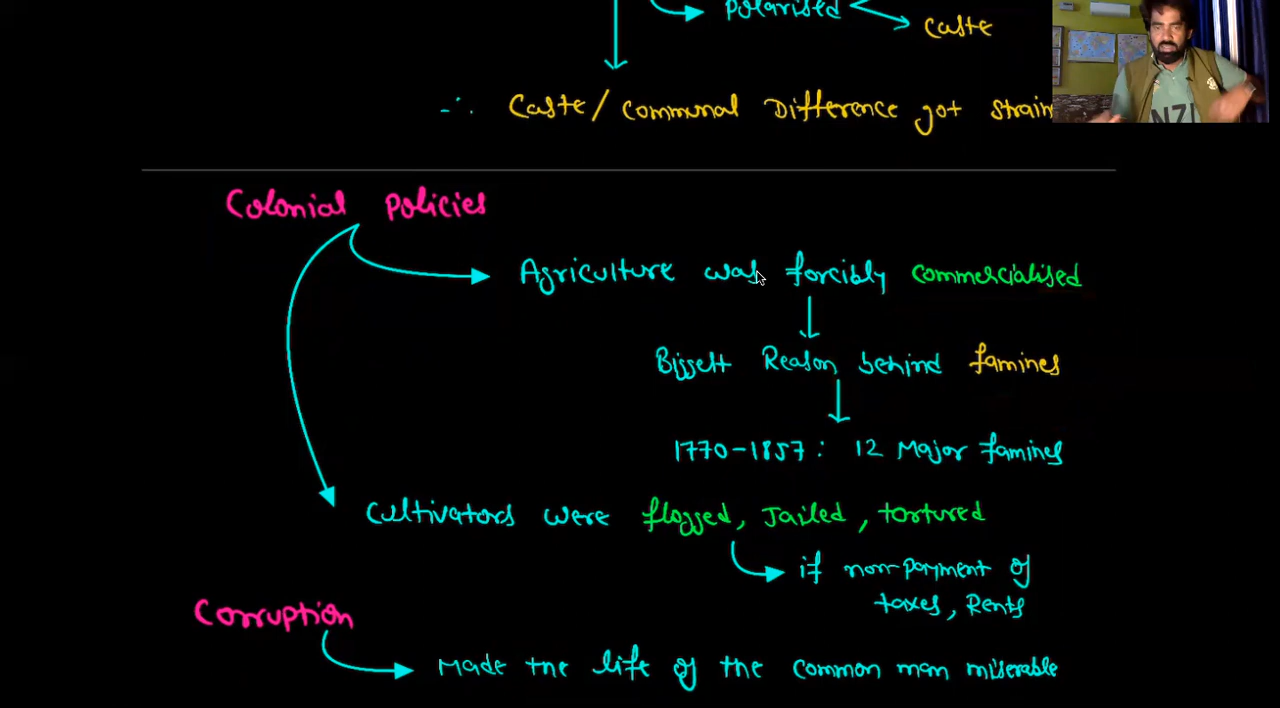 Polarised
Caste
∴ Caste/communal Difference got strain
Colonial Policies
Agriculture was forcibly commercialised
Biggest Reason behind famines
1770-1857: 12 Major famines
Cultivators were flogged, Jailed, tortured
if non-payment of
taxes, Rents
Corruption
Made the life of the common man miserable
NZ